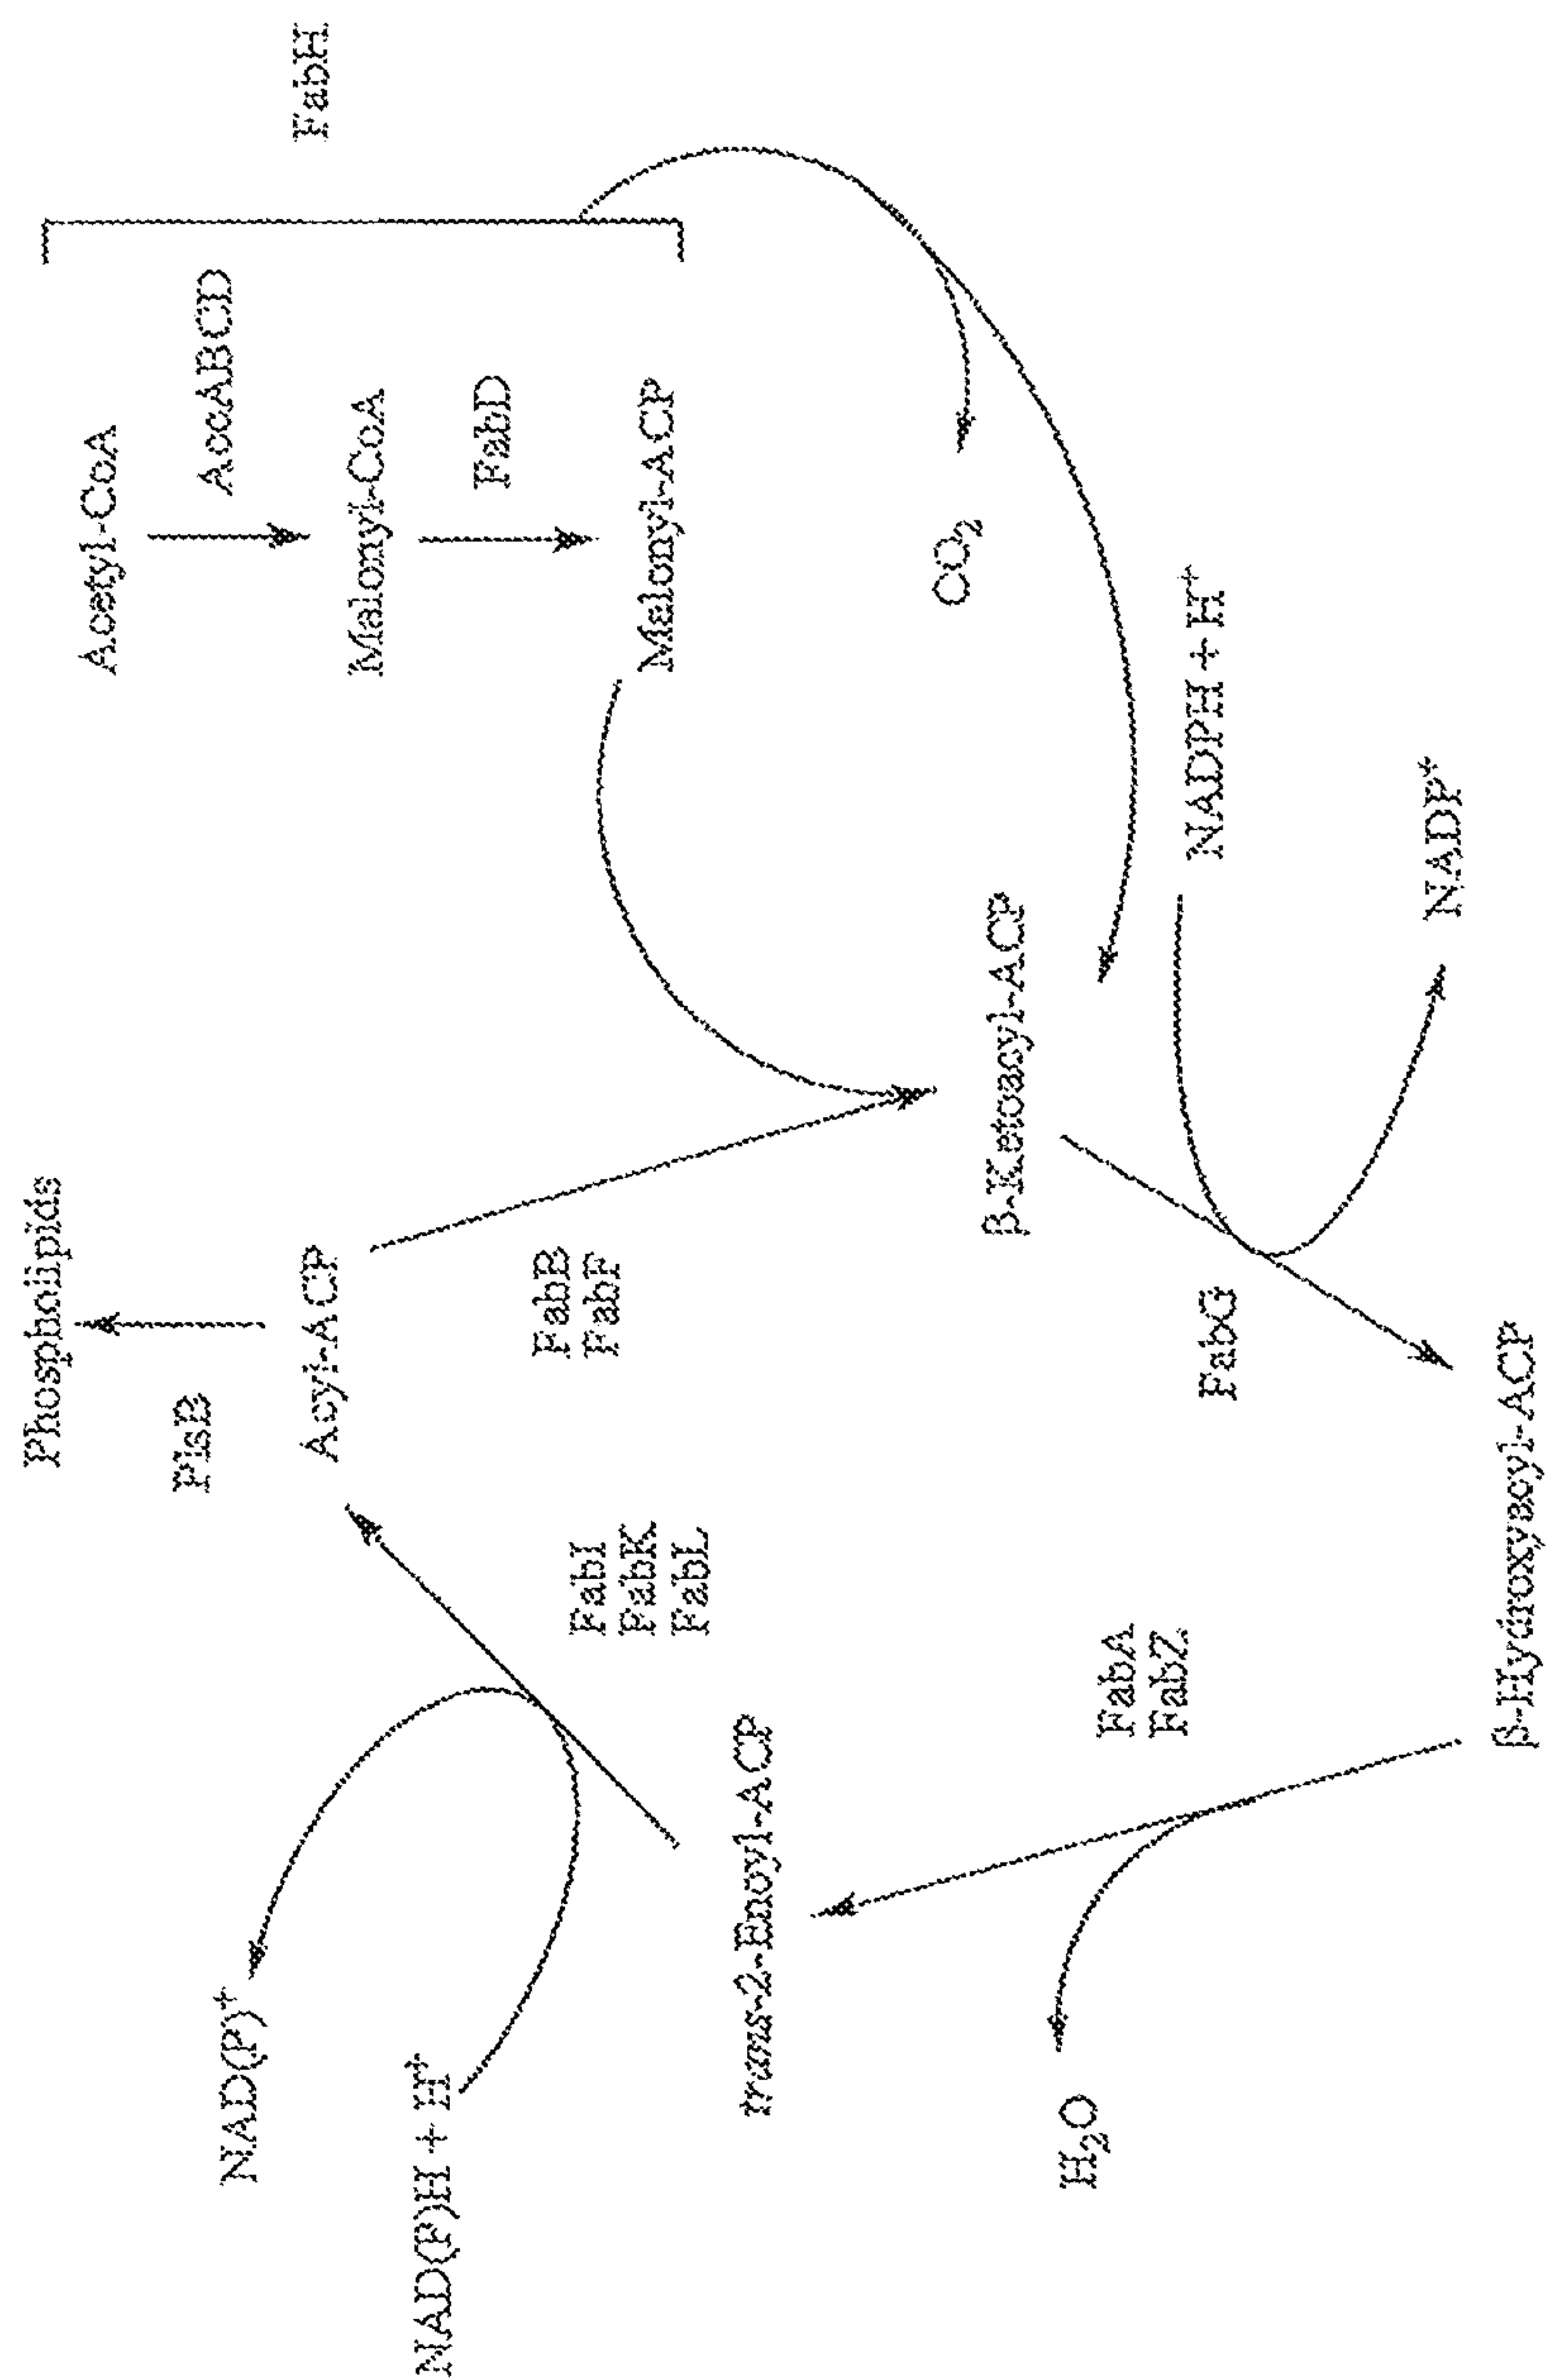 Phospholipids
PlsB
Acyl-ACP
Acetyl-CoA
AccABCD
Malonyl-CoA
FabD
Malonyl-ACP
FabH
NAD(P)⁺
NAD(P)H + H⁺
FabI
FabK
FabL
FabB
FabF
trans-2-Enoyl-ACP
CO₂
β-Ketoacyl-ACP
NADPH + H⁺
H₂O
FabA
FabZ
FabG
NADP⁺
β-Hydroxyacyl-ACP